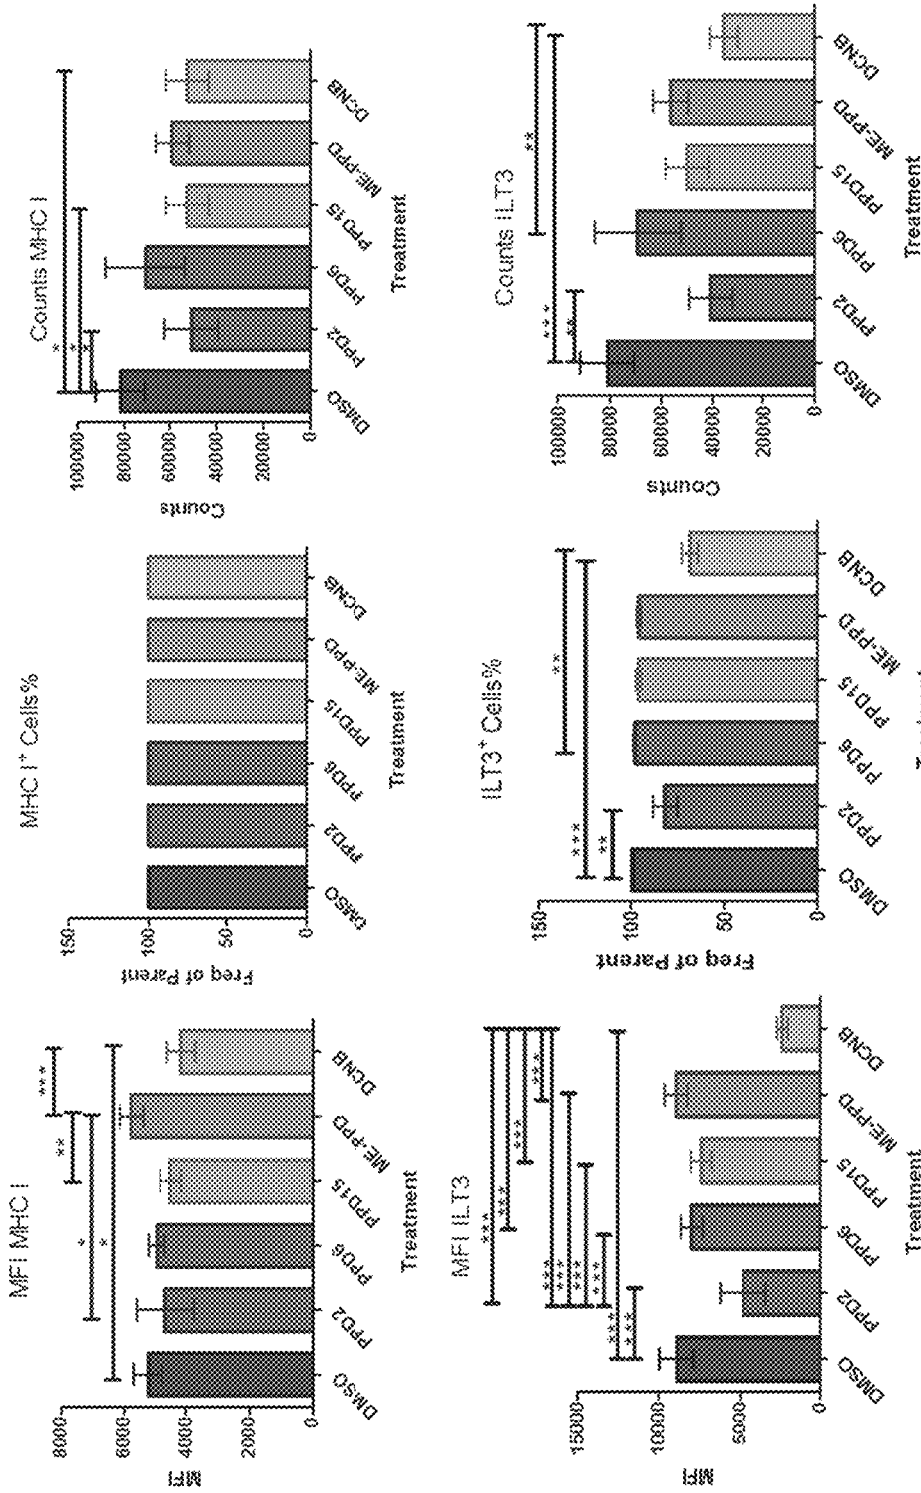 MFI MHC I
MFI
8000
6000
4000
2000
0
DMSO
PPD2
PPD6
PPD15
ME-PPD
DCNB
Treatment
*
*
**
***
MHC I+ Cells%
Freq of Parent
150
100
50
0
DMSO
PPD2
PPD6
PPD15
ME-PPD
DCNB
Treatment
Counts MHC I
Counts
100000
80000
60000
40000
20000
0
DMSO
PPD2
PPD6
PPD15
ME-PPD
DCNB
Treatment
*
*
MFI ILT3
MFI
15000
10000
5000
0
DMSO
PPD2
PPD6
PPD15
ME-PPD
DCNB
Treatment
***
***
***
***
***
***
***
***
***
***
ILT3+ Cells%
Freq of Parent
150
100
50
0
DMSO
PPD2
PPD6
PPD15
ME-PPD
DCNB
**
***
**
Counts ILT3
Counts
100000
80000
60000
40000
20000
0
DMSO
PPD2
PPD6
PPD15
ME-PPD
DCNB
Treatment
***
**
**